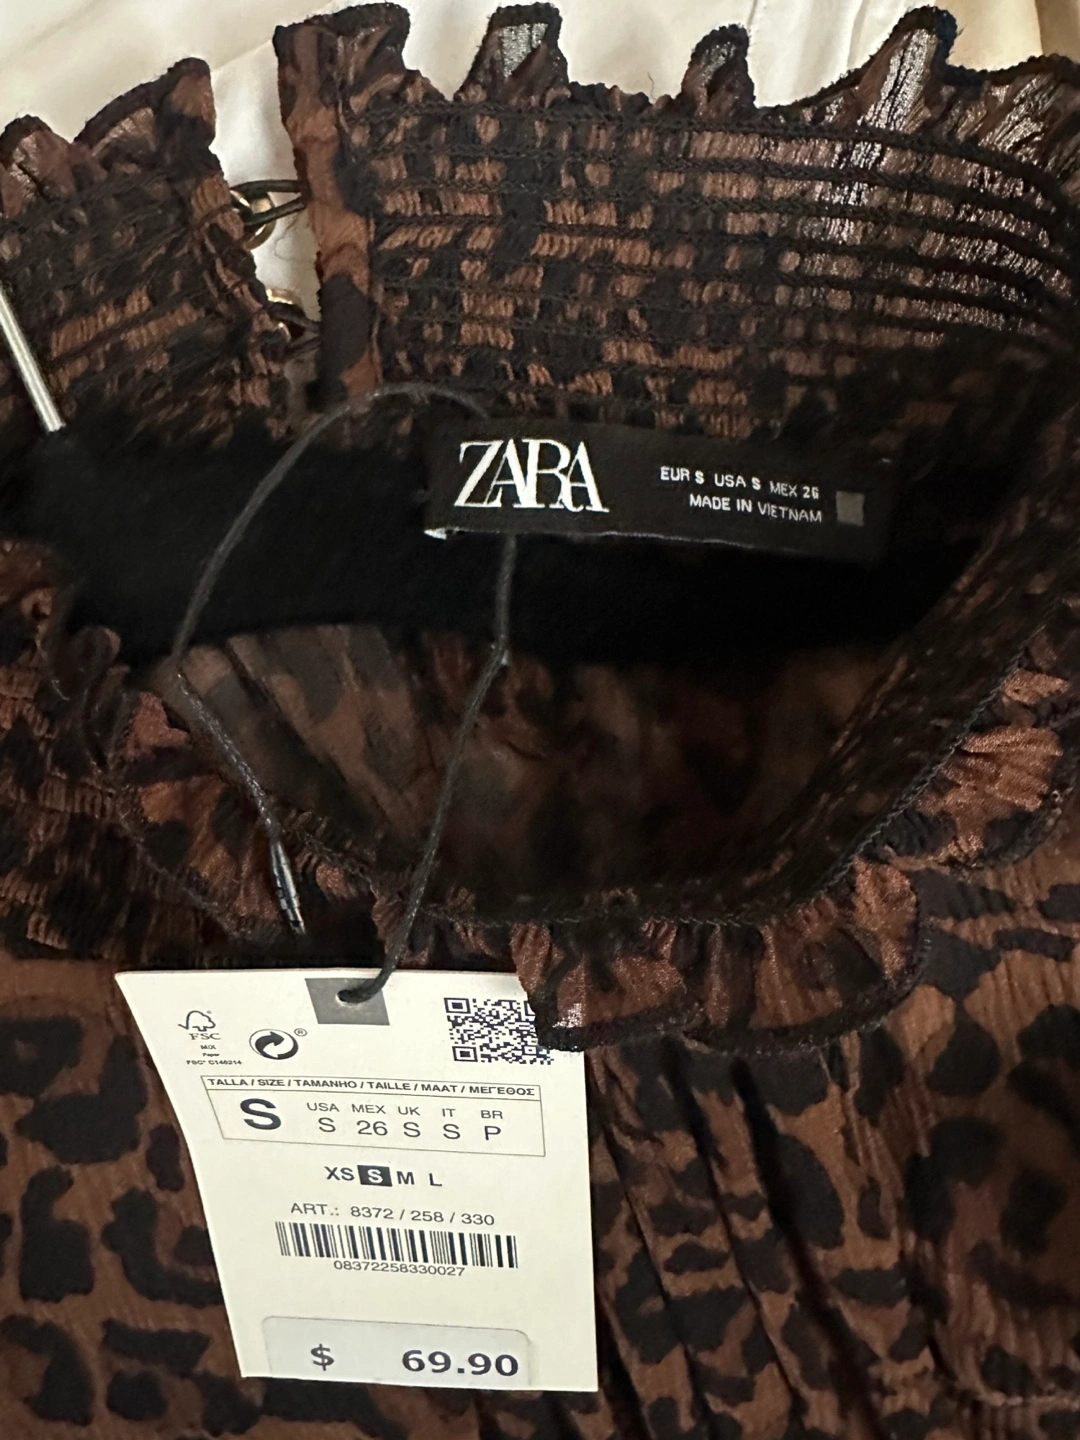 ZARA
EUR S USA S MEX 26
MADE IN VIETNAM
FSC
MIX
Paper
FSC® C140214
®
TALLA / SIZE / TAMANHO / TAILLE / MAAT / ΜΕΓΕΘΟΣ
S
USA MEX UK IT BR
S 26 S S P
XS S M L
ART.: 8372 / 258 / 330
08372258330027
$ 69.90